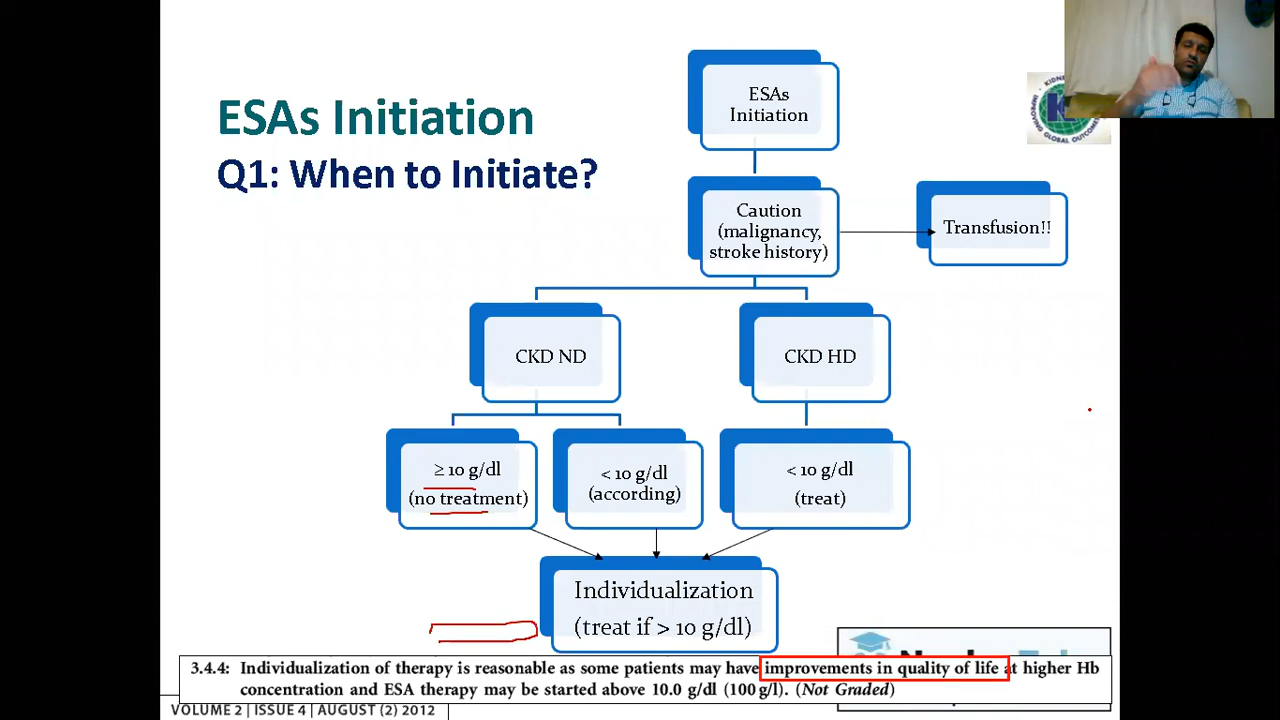 ESAs Initiation
Q1: When to Initiate?
ESAs
Initiation
Caution
(malignancy,
stroke history)
Transfusion!!
CKD ND
CKD HD
≥ 10 g/dl
(no treatment)
< 10 g/dl
(according)
< 10 g/dl
(treat)
Individualization
(treat if > 10 g/dl)
3.4.4: Individualization of therapy is reasonable as some patients may have improvements in quality of life at higher Hb
concentration and ESA therapy may be started above 10.0 g/dl (100 g/l). (Not Graded)
VOLUME 2 | ISSUE 4 | AUGUST (2) 2012